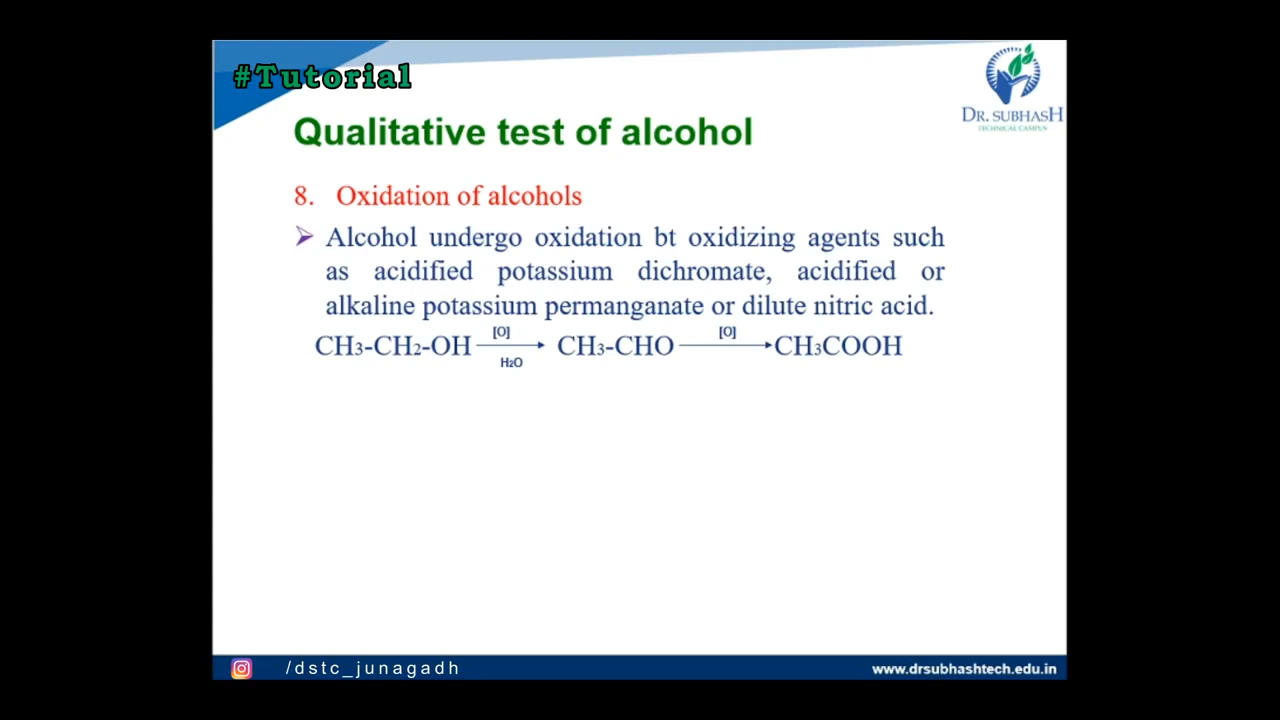 #Tutorial
DR. SUBHASH
TECHNICAL CAMPUS
Qualitative test of alcohol
8. Oxidation of alcohols
➢ Alcohol undergo oxidation bt oxidizing agents such
as acidified potassium dichromate, acidified or
alkaline potassium permanganate or dilute nitric acid.
[O] [O]
CH3-CH2-OH → CH3-CHO → CH3COOH
H2O
/dstc_junagadh www.drsubhashtech.edu.in